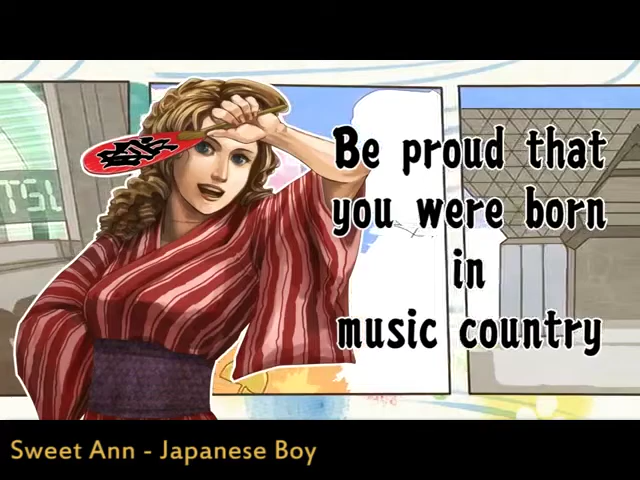 Be proud that
you were born
in
music country
Sweet Ann - Japanese Boy